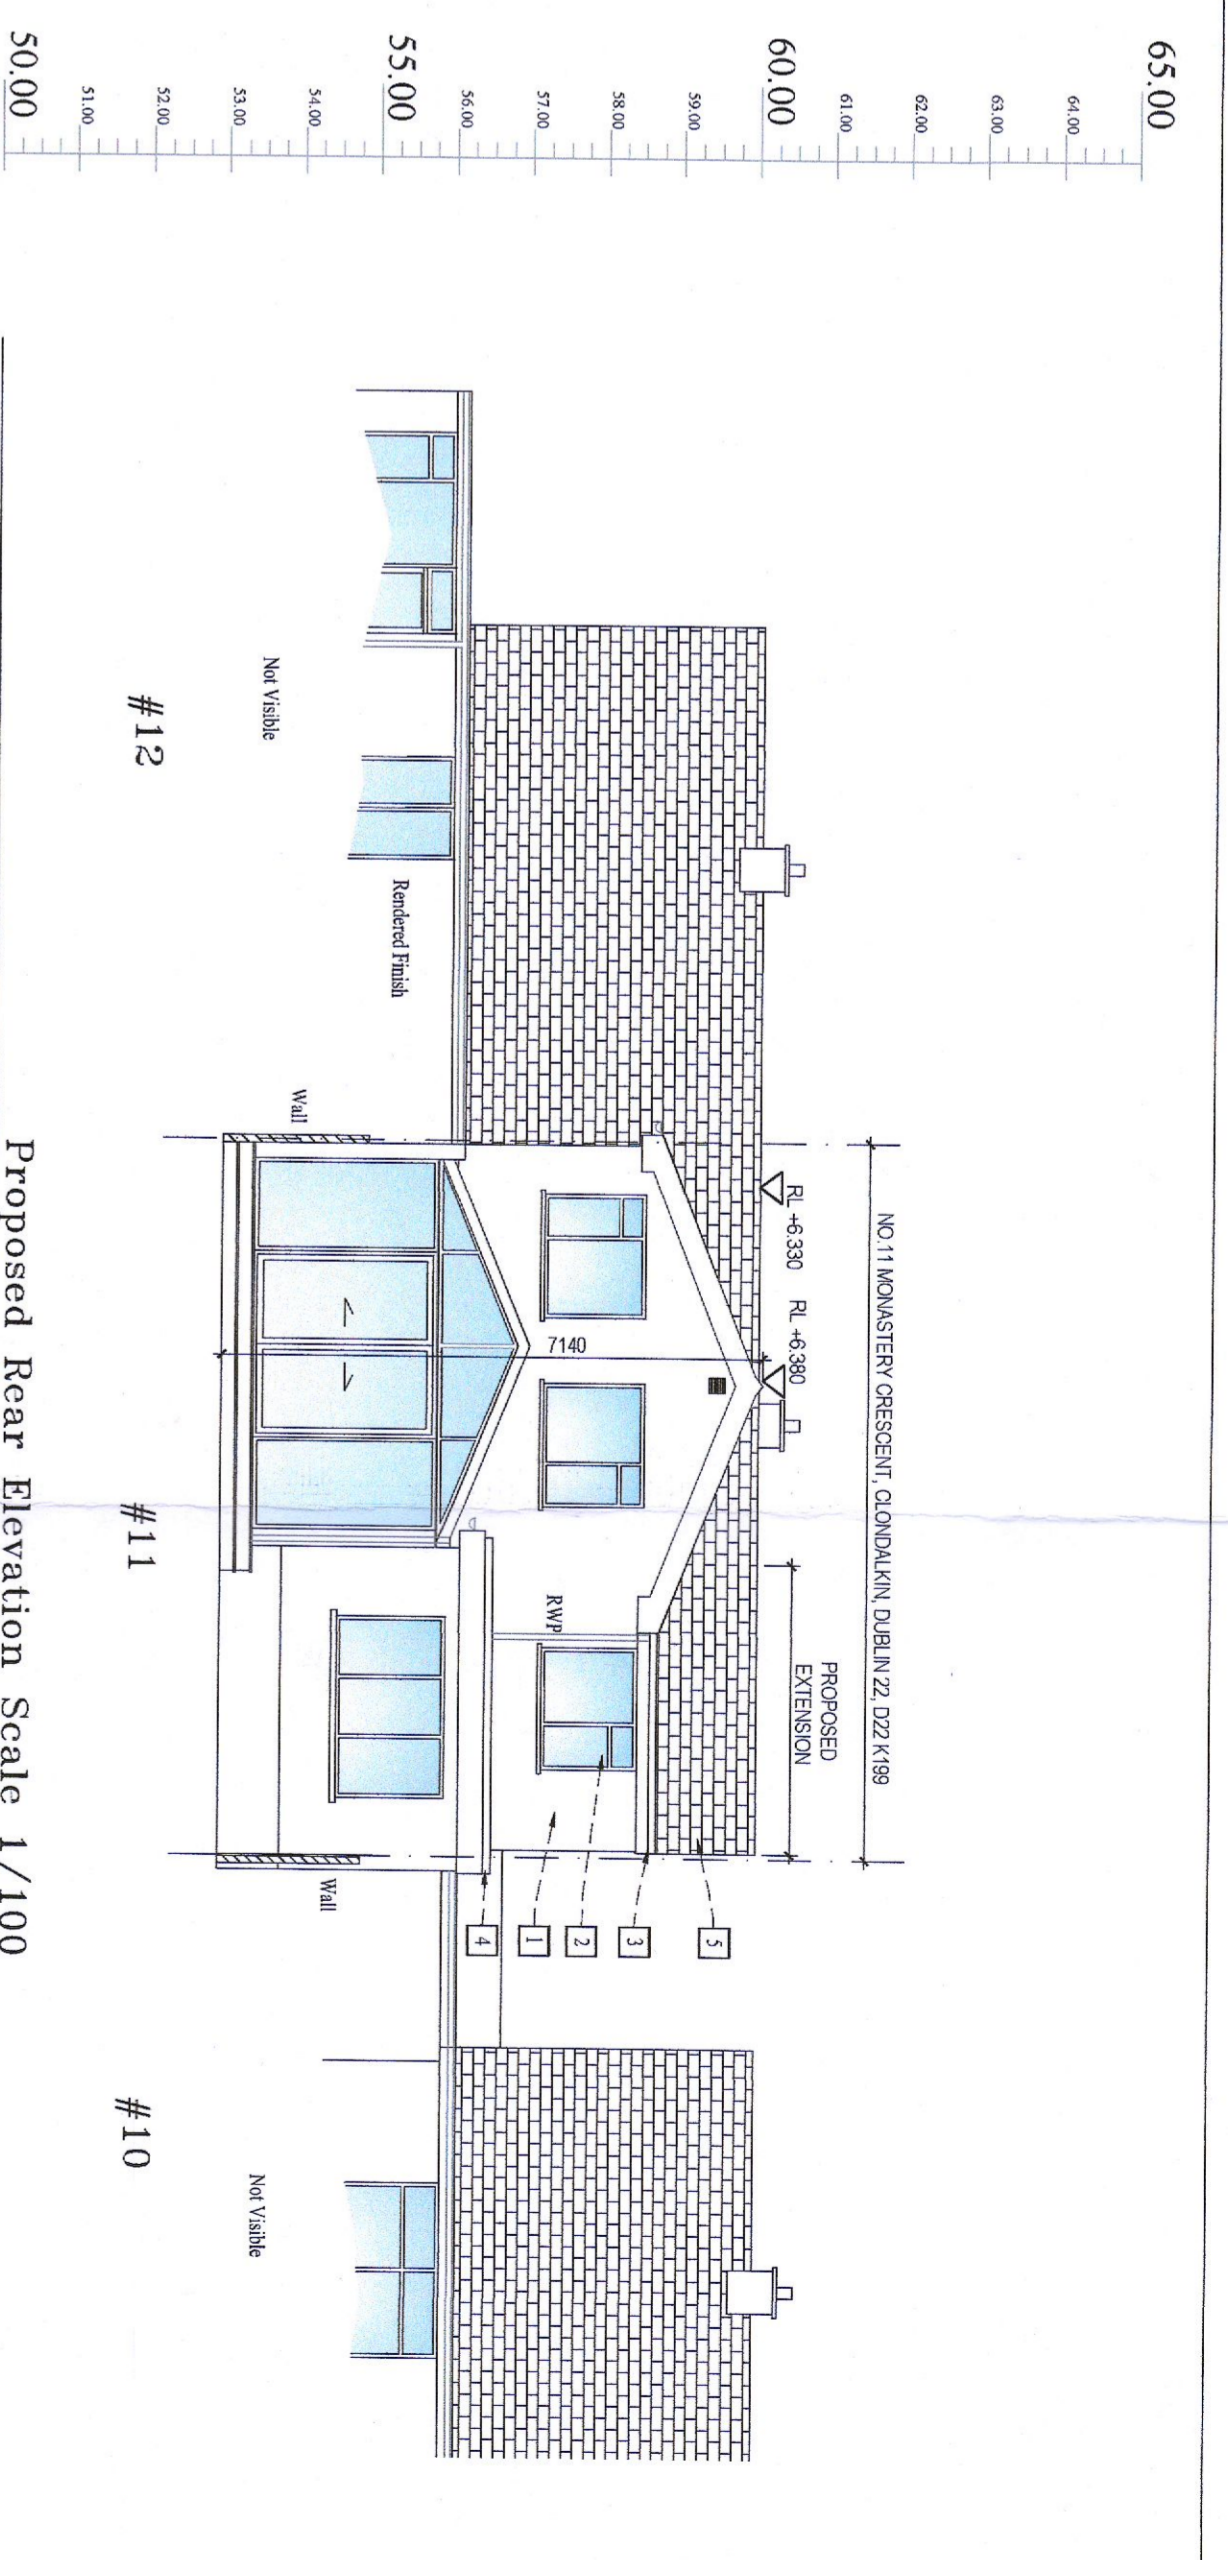 65.00
64.00
63.00
62.00
61.00
60.00
59.00
58.00
57.00
56.00
55.00
54.00
53.00
52.00
51.00
50.00
NO.11 MONASTERY CRESCENT, CLONDALKIN, DUBLIN 22, D22 K199
PROPOSED
EXTENSION
RL +6.330
RL +6.380
7140
RWP
5
3
2
1
4
Rendered Finish
Wall
Wall
Not Visible
Not Visible
#12
#11
#10
Proposed Rear Elevation Scale 1/100